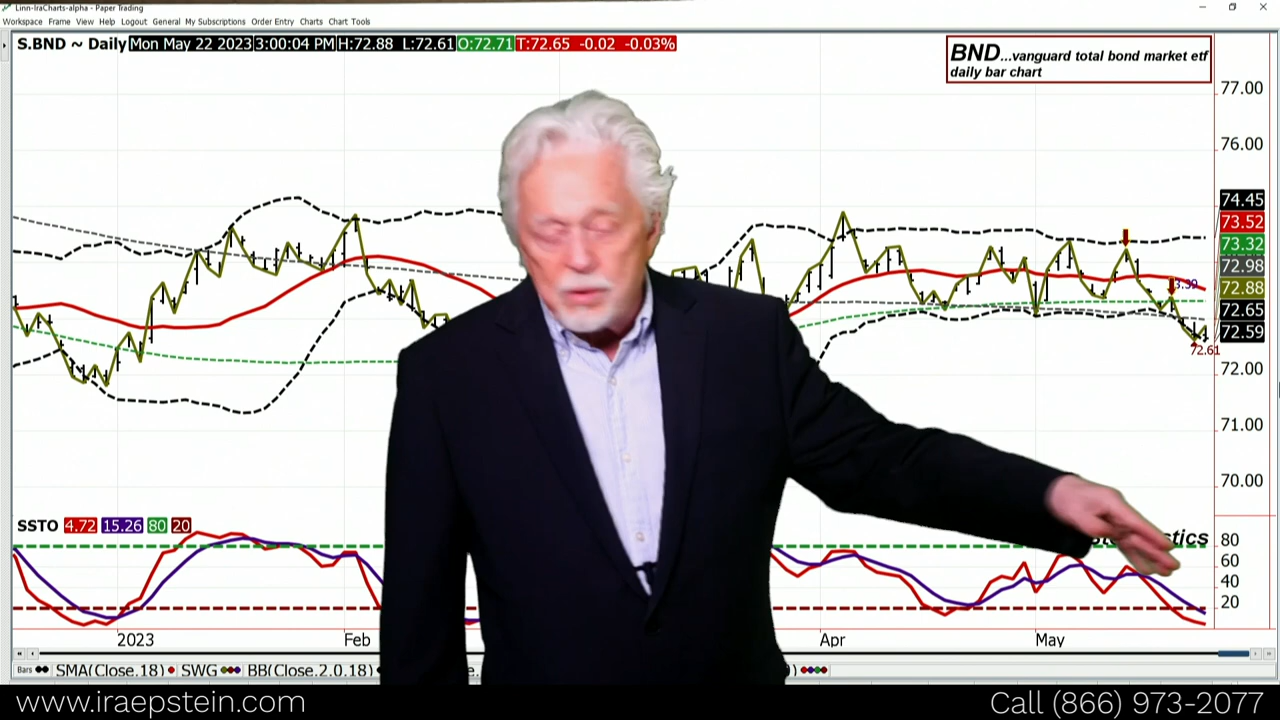 Linn-IraCharts-alpha - Paper Trading
Workspace Frame View Help Logout General My Subscriptions Order Entry Charts Chart Tools
S.BND ~ Daily Mon May 22 2023 3:00:04 PM H:72.88 L:72.61 O:72.71 T:72.65 -0.02 -0.03%
BND...vanguard total bond market etf
daily bar chart
77.00
76.00
74.45
73.52
73.32
72.98
72.88
72.65
72.59
72.61
72.00
71.00
70.00
SSTO 4.72 15.26 80 20
80
60
40
20
2023 Feb Apr May
Bars SMA(Close.18) SWG BB(Close.2.0.18)
www.iraepstein.com Call (866) 973-2077